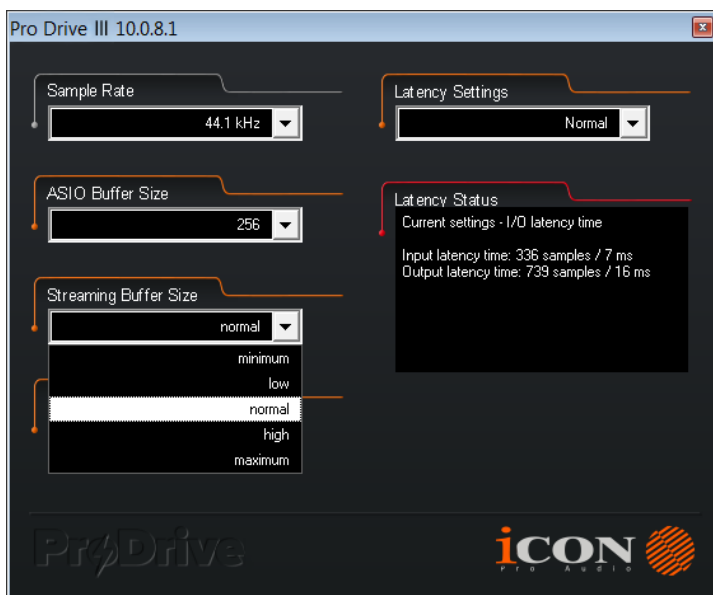 Pro Drive III 10.0.8.1
Sample Rate
44.1 kHz
ASIO Buffer Size
256
Streaming Buffer Size
normal
minimum
low
normal
high
maximum
Latency Settings
Normal
Latency Status
Current settings - I/O latency time
Input latency time: 336 samples / 7 ms
Output latency time: 739 samples / 16 ms
ProDrive
iCON
Pro Audio